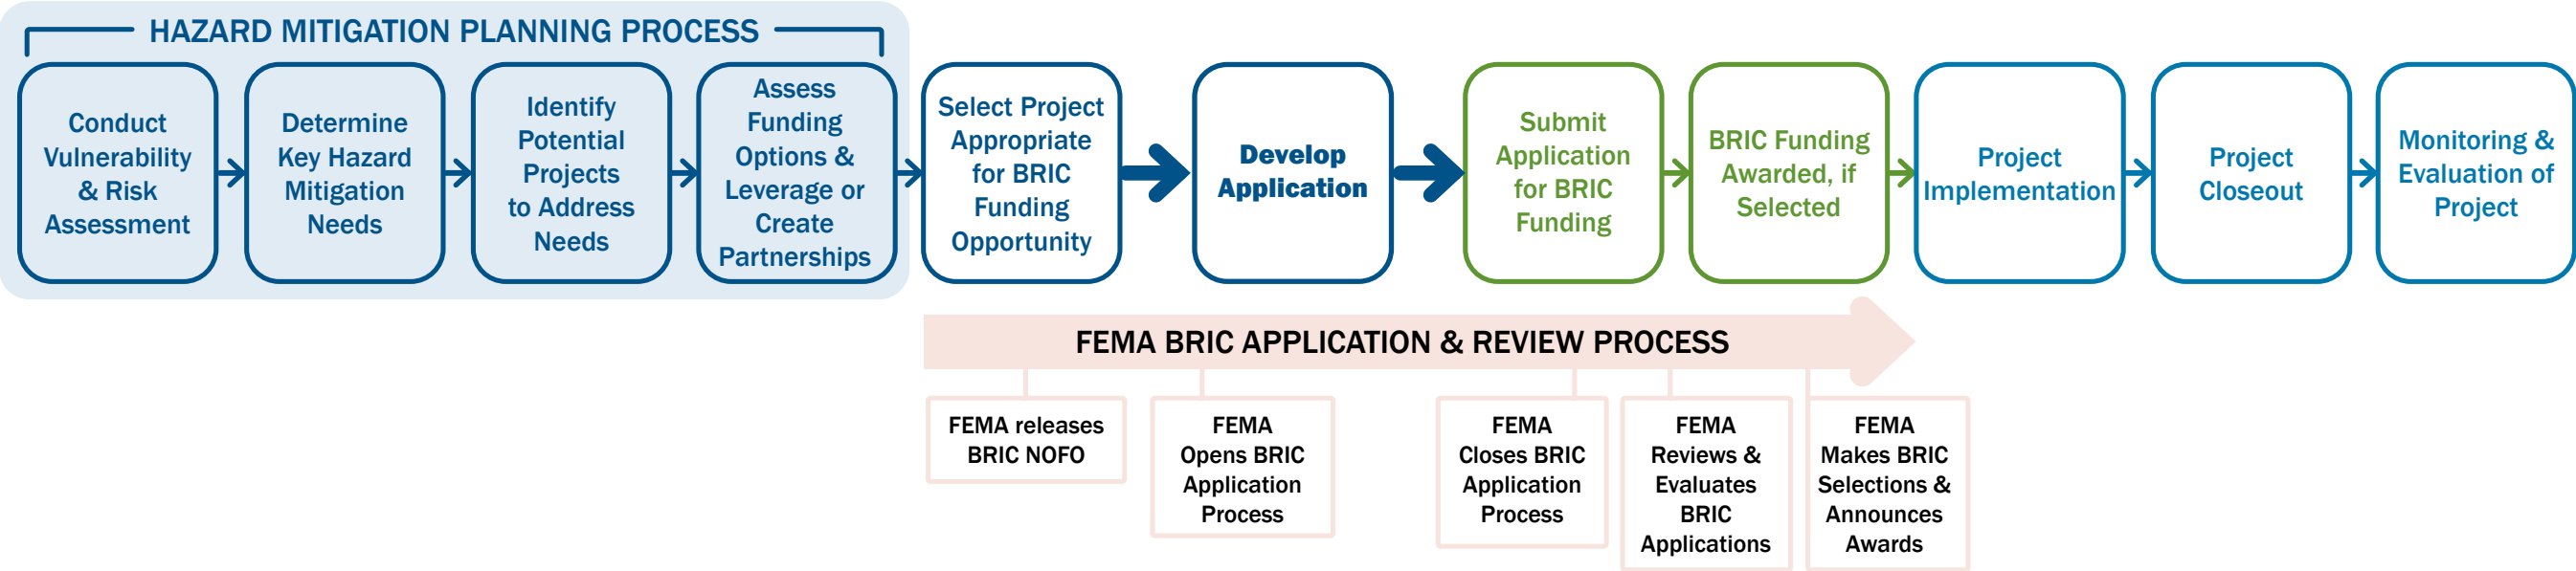 HAZARD MITIGATION PLANNING PROCESS
Conduct
Vulnerability
& Risk
Assessment
Determine
Key Hazard
Mitigation
Needs
Identify
Potential
Projects
to Address
Needs
Assess
Funding
Options &
Leverage or
Create
Partnerships
Select Project
Appropriate
for BRIC
Funding
Opportunity
Develop
Application
Submit
Application
for BRIC
Funding
BRIC Funding
Awarded, if
Selected
Project
Implementation
Project
Closeout
Monitoring &
Evaluation of
Project
FEMA BRIC APPLICATION & REVIEW PROCESS
FEMA releases
BRIC NOFO
FEMA
Opens BRIC
Application
Process
FEMA
Closes BRIC
Application
Process
FEMA
Reviews &
Evaluates
BRIC
Applications
FEMA
Makes BRIC
Selections &
Announces
Awards